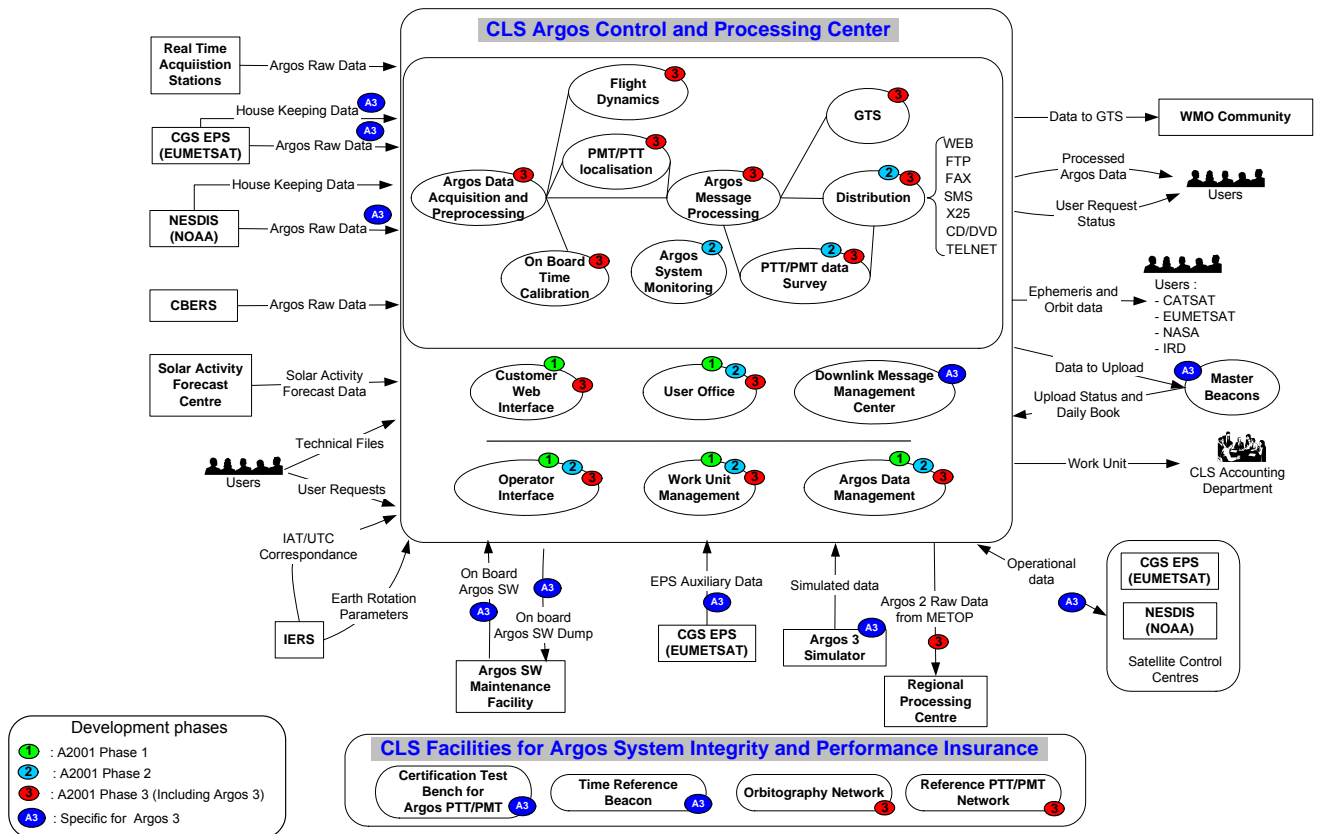 CLS Argos Control and Processing Center
Real Time
Acquiistion
Stations
Argos Raw Data
House Keeping Data
A3
CGS EPS
(EUMETSAT)
Argos Raw Data
A3
House Keeping Data
NESDIS
(NOAA)
Argos Raw Data
A3
CBERS
Argos Raw Data
Solar Activity
Forecast
Centre
Solar Activity
Forecast Data
Technical Files
Users
User Requests
IAT/UTC
Correspondance
Earth Rotation
Parameters
IERS
Flight
Dynamics
3
PMT/PTT
localisation
3
Argos Data
Acquisition and
Preprocessing
3
On Board
Time
Calibration
3
Argos
Message
Processing
3
Argos
System
Monitoring
2
GTS
3
Distribution
2
3
PTT/PMT data
Survey
2
3
WEB
FTP
FAX
SMS
X25
CD/DVD
TELNET
Customer
Web
Interface
1
3
User Office
1
2
3
Downlink Message
Management
Center
A3
Operator
Interface
1
2
3
Work Unit
Management
1
2
3
Argos Data
Management
1
2
3
Data to GTS
WMO Community
Processed
Argos Data
User Request
Status
Users
Ephemeris and
Orbit data
Users :
- CATSAT
- EUMETSAT
- NASA
- IRD
Data to Upload
Upload Status and
Daily Book
A3
Master
Beacons
Work Unit
CLS Accounting
Department
Operational
data
A3
CGS EPS
(EUMETSAT)
NESDIS
(NOAA)
Satellite Control
Centres
On Board
Argos SW
A3
A3
On board
Argos SW Dump
Argos SW
Maintenance
Facility
EPS Auxiliary Data
A3
CGS EPS
(EUMETSAT)
Simulated data
A3
Argos 3
Simulator
Argos 2 Raw Data
from METOP
3
Regional
Processing
Centre
Development phases
1 : A2001 Phase 1
2 : A2001 Phase 2
3 : A2001 Phase 3 (Including Argos 3)
A3 : Specific for Argos 3
CLS Facilities for Argos System Integrity and Performance Insurance
Certification Test
Bench for
Argos PTT/PMT
A3
Time Reference
Beacon
A3
Orbitography Network
3
Reference PTT/PMT
Network
3